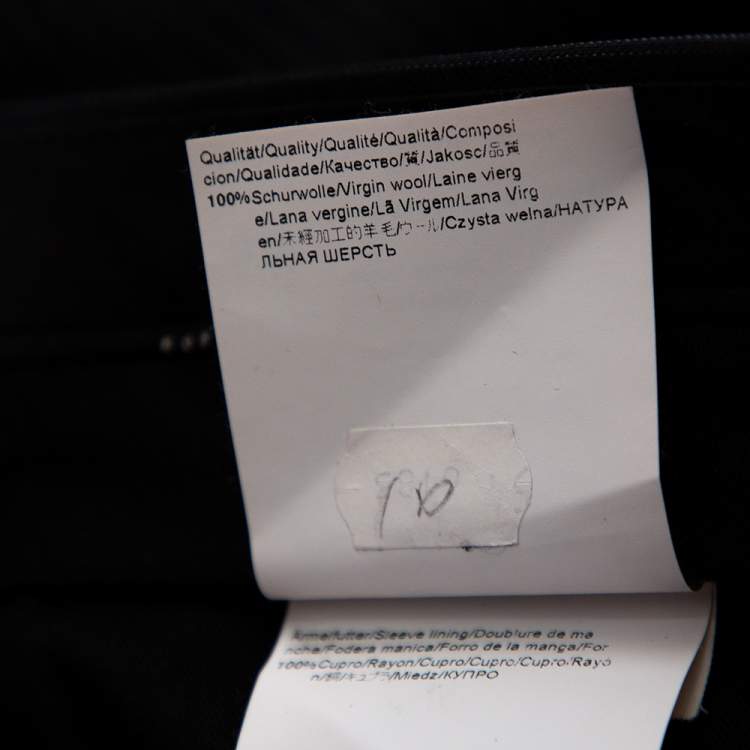 Qualität/Quality/Qualité/Qualità/Composi
cion/Qualidade/Качество/質/Jakosc/品質
100%Schurwolle/Virgin wool/Laine vierg
e/Lana vergine/Lã Virgem/Lana Virg
en/未經加工的羊毛/ウール/Czysta welna/НАТУРА
ЛЬНАЯ ШЕРСТЬ
Armelfutter/Sleeve lining/Doublure de ma
nche/Fodera manica/Forro de la manga/For
100%Cupro/Rayon/Cupro/Cupro/Cupro/Rayó
n/銅/キュプラ/Miedz/КУПРО